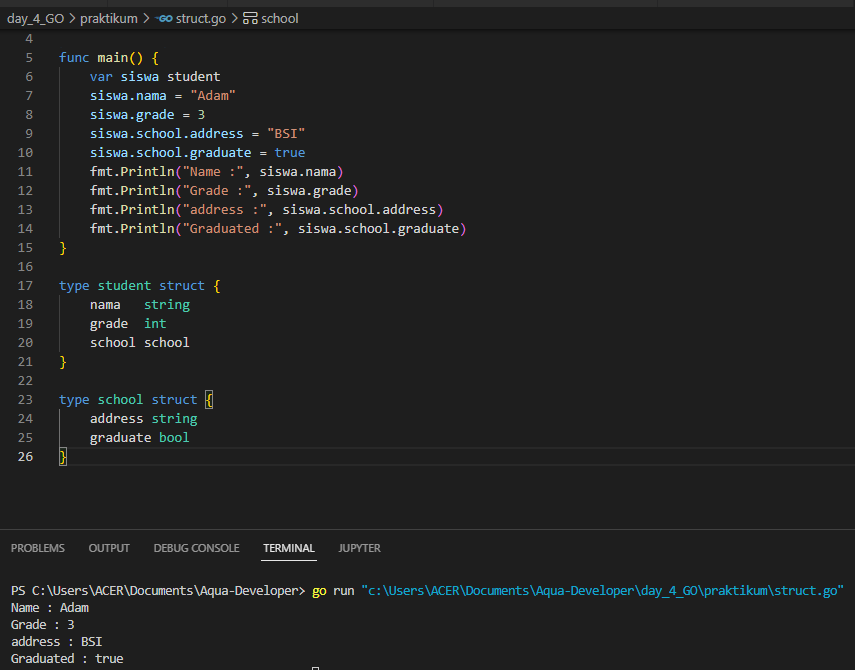 day_4_GO > praktikum > GO struct.go > school
4
5 func main() {
6 var siswa student
7 siswa.nama = "Adam"
8 siswa.grade = 3
9 siswa.school.address = "BSI"
10 siswa.school.graduate = true
11 fmt.Println("Name :", siswa.nama)
12 fmt.Println("Grade :", siswa.grade)
13 fmt.Println("address :", siswa.school.address)
14 fmt.Println("Graduated :", siswa.school.graduate)
15 }
16
17 type student struct {
18 nama string
19 grade int
20 school school
21 }
22
23 type school struct {
24 address string
25 graduate bool
26 }
PROBLEMS OUTPUT DEBUG CONSOLE TERMINAL JUPYTER
PS C:\Users\ACER\Documents\Aqua-Developer> go run "c:\Users\ACER\Documents\Aqua-Developer\day_4_GO\praktikum\struct.go"
Name : Adam
Grade : 3
address : BSI
Graduated : true